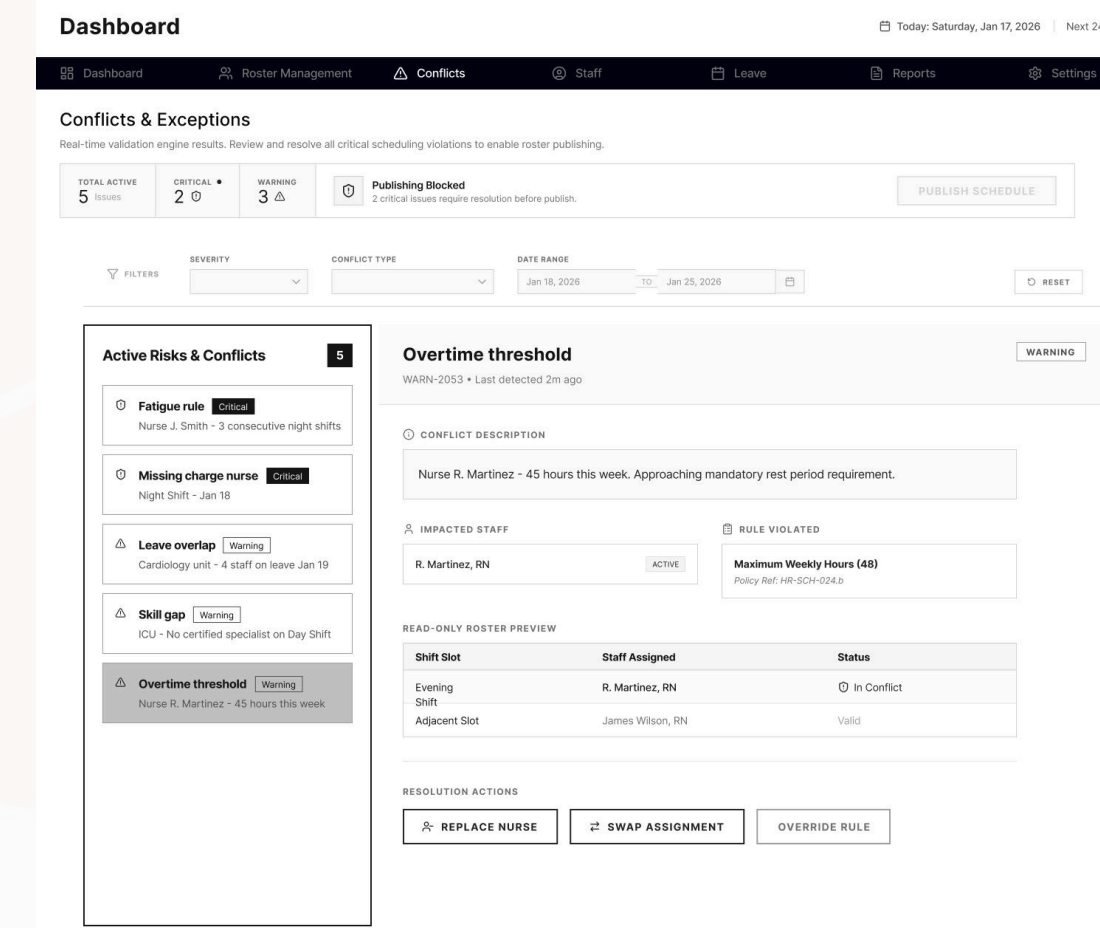 Dashboard
Today: Saturday, Jan 17, 2026 Next 24
Dashboard Roster Management Conflicts Staff Leave Reports Settings
Conflicts & Exceptions
Real-time validation engine results. Review and resolve all critical scheduling violations to enable roster publishing.
TOTAL ACTIVE
5 Issues
CRITICAL
2
WARNING
3
Publishing Blocked
2 critical issues require resolution before publish.
PUBLISH SCHEDULE
FILTERS
SEVERITY
CONFLICT TYPE
DATE RANGE
Jan 18, 2026 TO Jan 25, 2026
RESET
Active Risks & Conflicts 5
Fatigue rule Critical
Nurse J. Smith - 3 consecutive night shifts
Missing charge nurse Critical
Night Shift - Jan 18
Leave overlap Warning
Cardiology unit - 4 staff on leave Jan 19
Skill gap Warning
ICU - No certified specialist on Day Shift
Overtime threshold Warning
Nurse R. Martinez - 45 hours this week
Overtime threshold
WARNING
WARN-2053 • Last detected 2m ago
CONFLICT DESCRIPTION
Nurse R. Martinez - 45 hours this week. Approaching mandatory rest period requirement.
IMPACTED STAFF
R. Martinez, RN ACTIVE
RULE VIOLATED
Maximum Weekly Hours (48)
Policy Ref: HR-SCH-024.b
READ-ONLY ROSTER PREVIEW
Shift Slot Staff Assigned Status
Evening Shift R. Martinez, RN In Conflict
Adjacent Slot James Wilson, RN Valid
RESOLUTION ACTIONS
REPLACE NURSE SWAP ASSIGNMENT OVERRIDE RULE